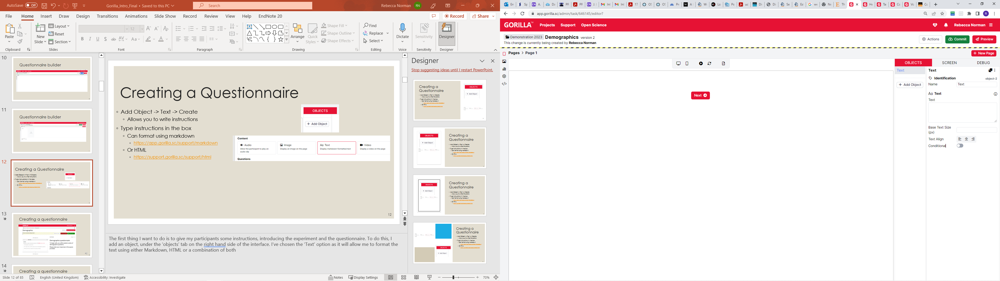 AutoSave Off
Gorilla_Intro_Final • Saved to this PC
Search
Rebecca Norman RN
File Home Insert Draw Design Transitions Animations Slide Show Record Review View Help EndNote 20
Record Share
Paste
Clipboard
New Slide
Layout
Reset
Section
Slides
12
Font
Paragraph
Arrange
Quick Styles
Shape Fill
Shape Outline
Shape Effects
Drawing
Find
Replace
Select
Editing
Dictate
Voice
Sensitivity
Sensitivity
Designer
Designer
10
Questionnaire builder
11
Questionnaire builder
12
Creating a Questionnaire
13
Creating a questionnaire
14
Creating a questionnaire
Creating a Questionnaire
Add Object -> Text -> Create
Allows you to write instructions
Type instructions in the box
Can format using markdown
https://app.gorilla.sc/support/markdown
Or HTML
https://support.gorilla.sc/support/html
OBJECTS
+ Add Object
Content
Audio
Allow the participant to play an audio clip
Image
Display an image on the page
Aa Text
Display markdown-formatted text
Video
Display a video on the page
Questions
12
The first thing I want to do is to give my participants some instructions, introducing the experiment and the questionnaire. To do this, I
add an object, under the ‘objects’ tab on the right hand side of the interface. I’ve chosen the ‘Text’ option as it will allow me to format the
text using either Markdown, HTML or a combination of both
Designer
Stop suggesting ideas until I restart PowerPoint.
Creating a Questionnaire
Creating a Questionnaire
Creating a Questionnaire
Creating a Questionnaire
Slide 12 of 85
English (United Kingdom)
Accessibility: Investigate
Notes
Display Settings
70%
app.gorilla.sc/admin/task/646145/editor?
GORILLA™ Projects Support Open Science
Rebecca Norman
Demonstration 2023 Demographics version 2
This change is currently being created by Rebecca Norman
Actions
Commit
Preview
Pages > Page 1
+ New Page
Next
OBJECTS SCREEN DEBUG
Text
+ Add Object
Text
Identification object-2
Name Text
Aa Text
Text
Base Text Size (px)
Text Align
Conditional